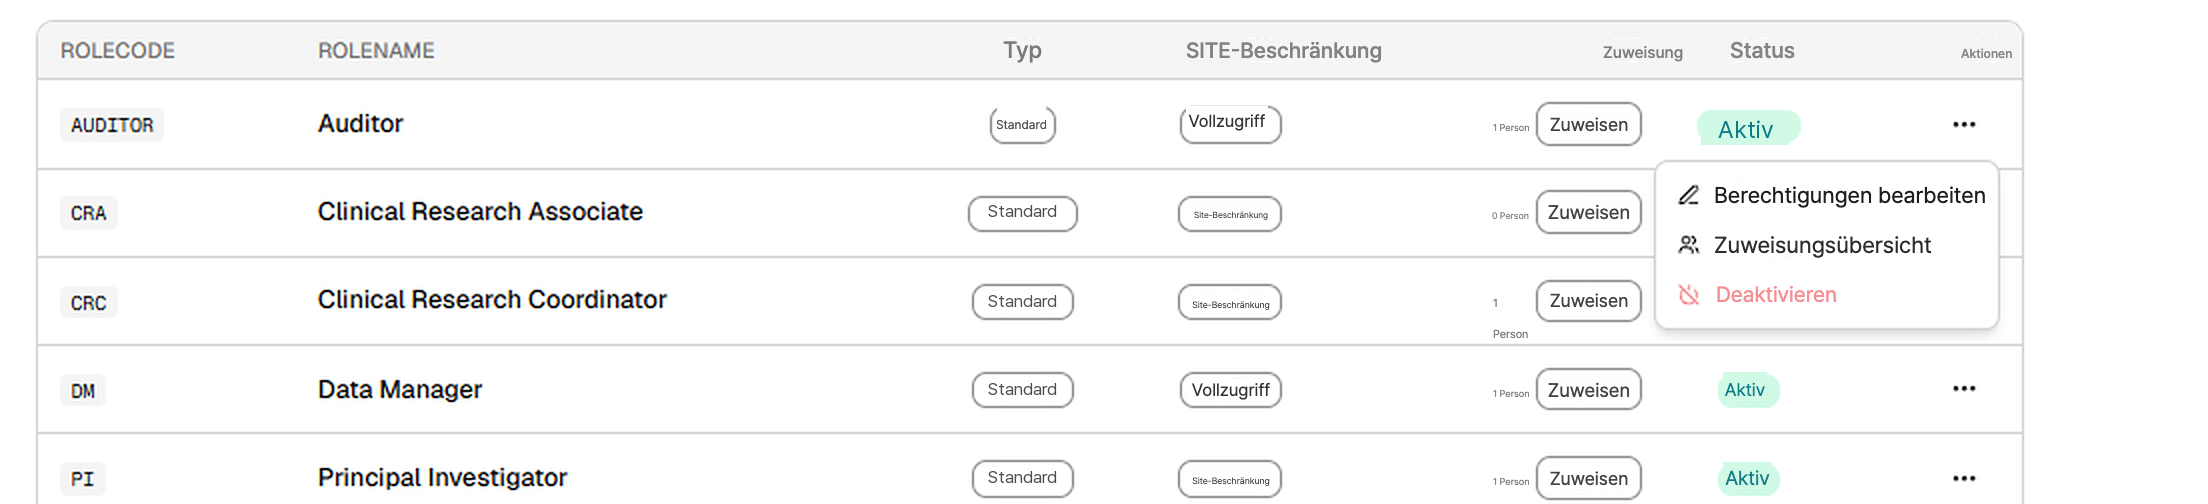 ROLECODE ROLENAME Typ SITE-Beschränkung Zuweisung Status Aktionen
AUDITOR Auditor Standard Vollzugriff 1 Person Zuweisen Aktiv
CRA Clinical Research Associate Standard Site-Beschränkung 0 Person Zuweisen
Berechtigungen bearbeiten
Zuweisungsübersicht
Deaktivieren
CRC Clinical Research Coordinator Standard Site-Beschränkung 1 Person Zuweisen
DM Data Manager Standard Vollzugriff 1 Person Zuweisen Aktiv
PI Principal Investigator Standard Site-Beschränkung 1 Person Zuweisen Aktiv